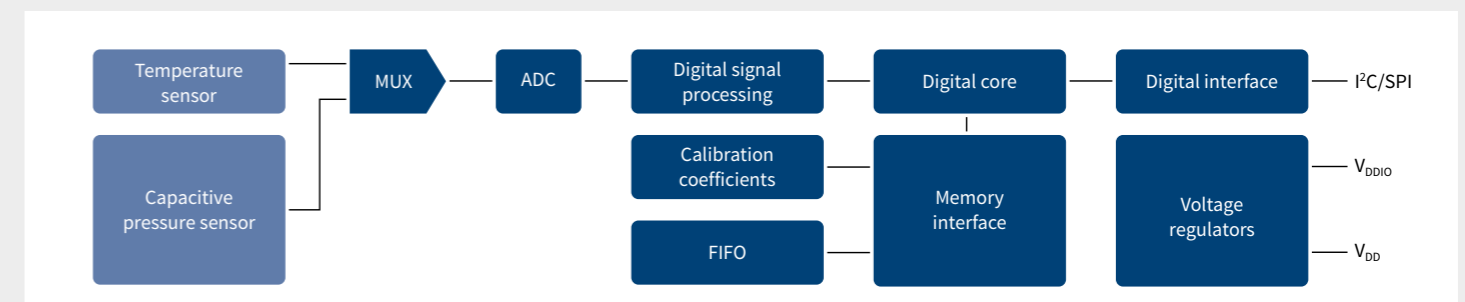 Temperature
sensor
MUX
ADC
Digital signal
processing
Digital core
Digital interface
I²C/SPI
Capacitive
pressure sensor
Calibration
coefficients
FIFO
Memory
interface
Voltage
regulators
VDDIO
VDD